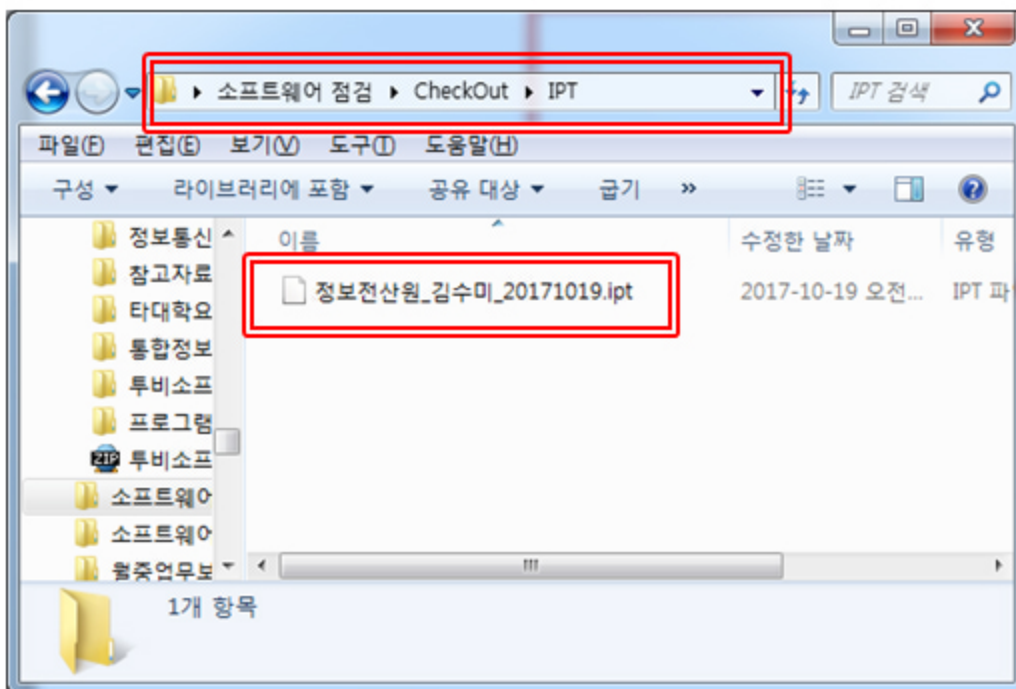 소프트웨어 점검 ▸ CheckOut ▸ IPT
IPT 검색
파일(F) 편집(E) 보기(V) 도구(T) 도움말(H)
구성 라이브러리에 포함 공유 대상 굽기 »
정보통신
참고자료
타대학요
통합정보
투비소프
프로그램
ZIP 투비소프
소프트웨어
소프트웨어
월중업무보
이름 수정한 날짜 유형
정보전산원_김수미_20171019.ipt 2017-10-19 오전... IPT 파
1개 항목